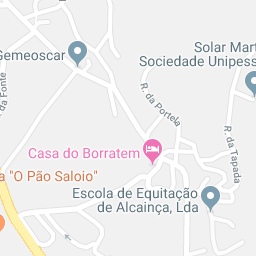 Gemeoscar
Solar Mart
Sociedade Unipess
da Fonte
R. da Portela
R. da Tapada
Casa do Borratem
a "O Pão Saloio"
Escola de Equitação
de Alcainça, Lda